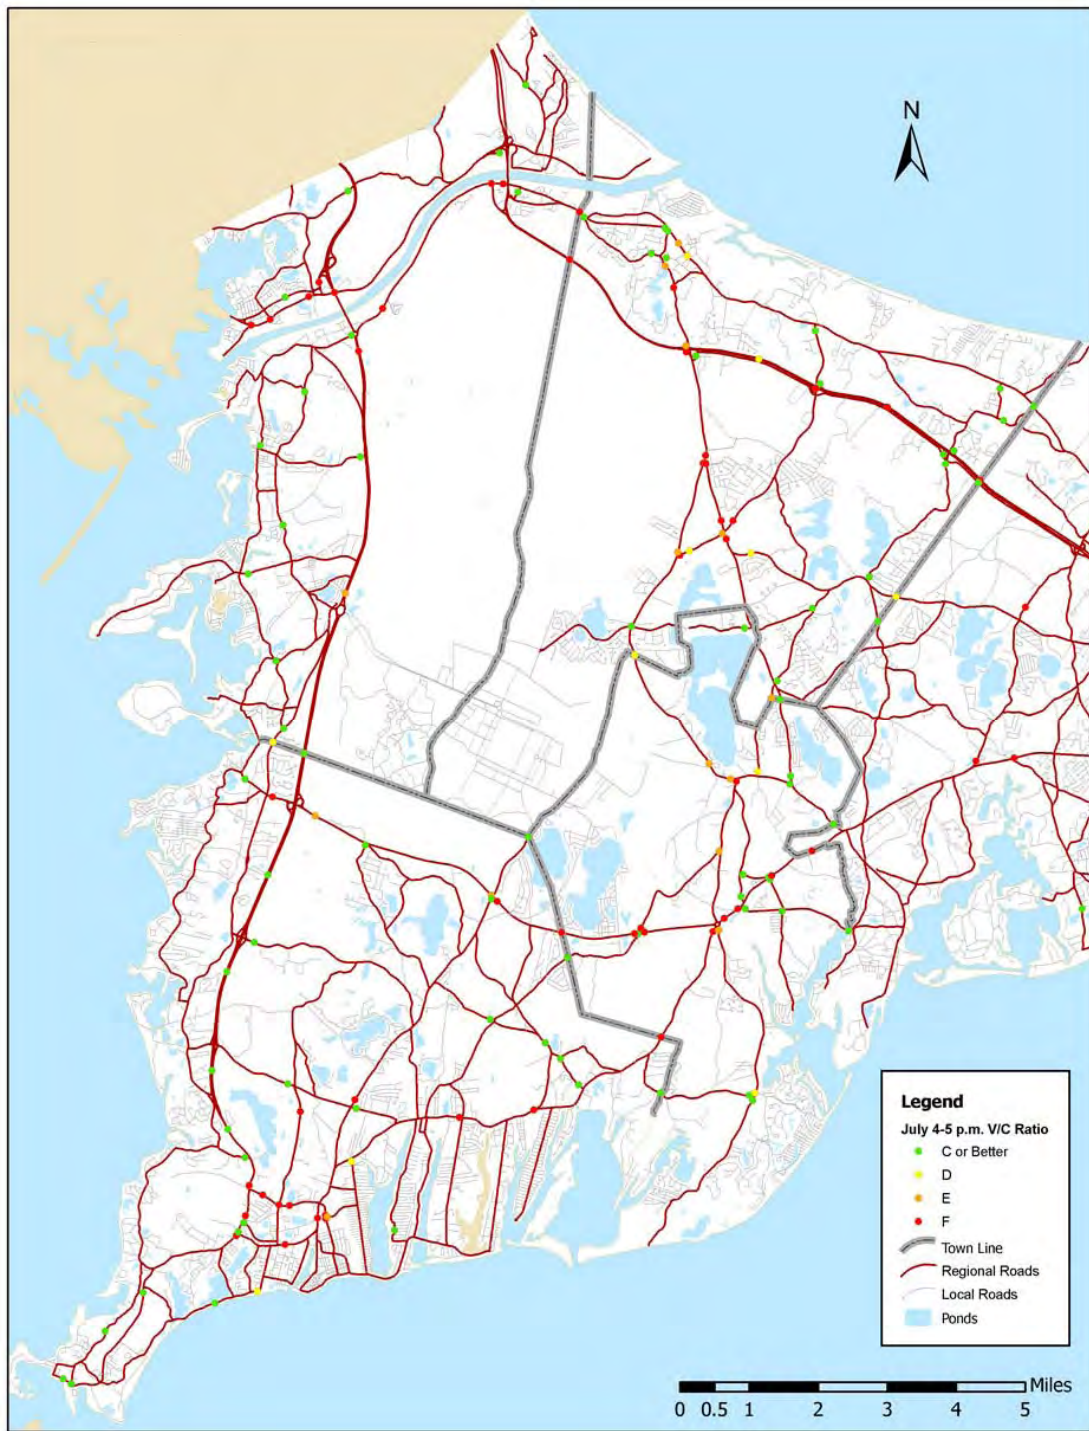 N
Legend
July 4-5 p.m. V/C Ratio
C or Better
D
E
F
Town Line
Regional Roads
Local Roads
Ponds
Miles
0 0.5 1 2 3 4 5